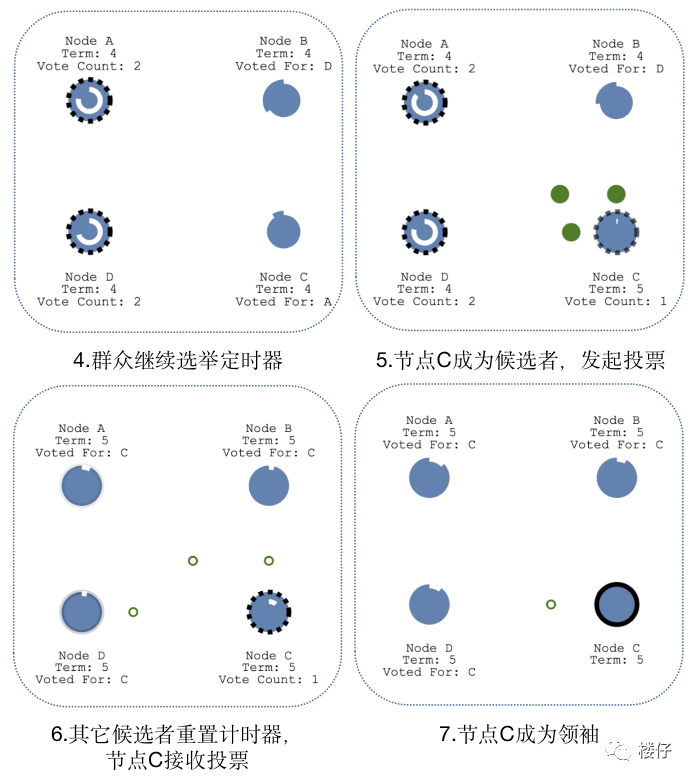 Node A
Term: 4
Vote Count: 2
Node B
Term: 4
Voted For: D
Node D
Term: 4
Vote Count: 2
Node C
Term: 4
Voted For: A
4.群众继续选举定时器
Node A
Term: 4
Vote Count: 2
Node B
Term: 4
Voted For: D
Node D
Term: 4
Vote Count: 2
Node C
Term: 5
Vote Count: 1
5.节点C成为候选者，发起投票
Node A
Term: 5
Voted For: C
Node B
Term: 5
Voted For: C
Node D
Term: 5
Voted For: C
Node C
Term: 5
Vote Count: 1
6.其它候选者重置计时器，
节点C接收投票
Node A
Term: 5
Voted For: C
Node B
Term: 5
Voted For: C
Node D
Term: 5
Voted For: C
Node C
Term: 5
7.节点C成为领袖
楼仔